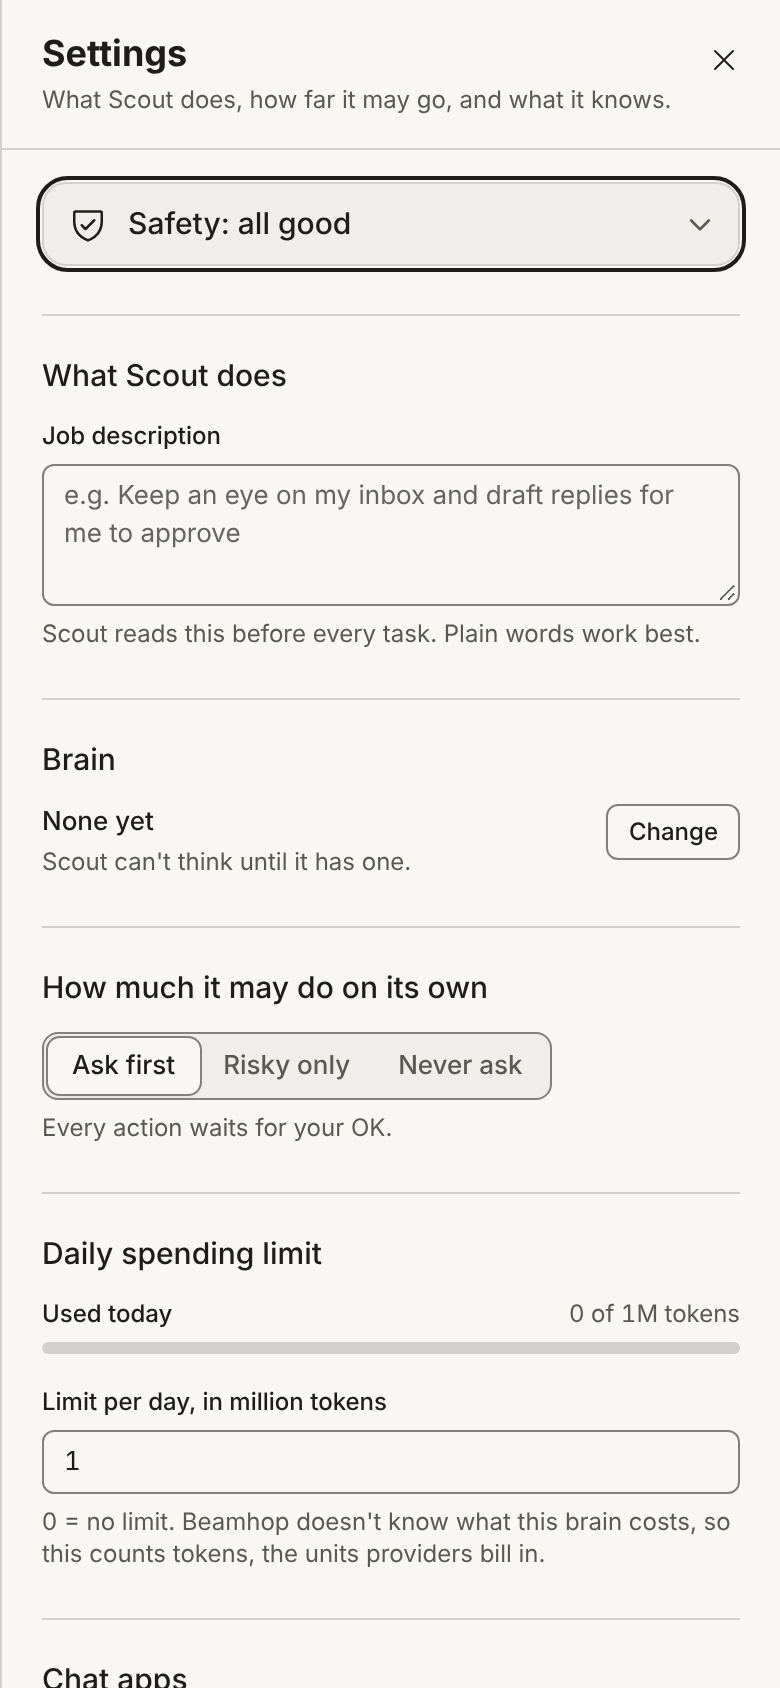 Settings
What Scout does, how far it may go, and what it knows.
Safety: all good
What Scout does
Job description
e.g. Keep an eye on my inbox and draft replies for
me to approve
Scout reads this before every task. Plain words work best.
Brain
None yet
Change
Scout can't think until it has one.
How much it may do on its own
Ask first Risky only Never ask
Every action waits for your OK.
Daily spending limit
Used today 0 of 1M tokens
Limit per day, in million tokens
1
0 = no limit. Beamhop doesn't know what this brain costs, so
this counts tokens, the units providers bill in.
Chat apps